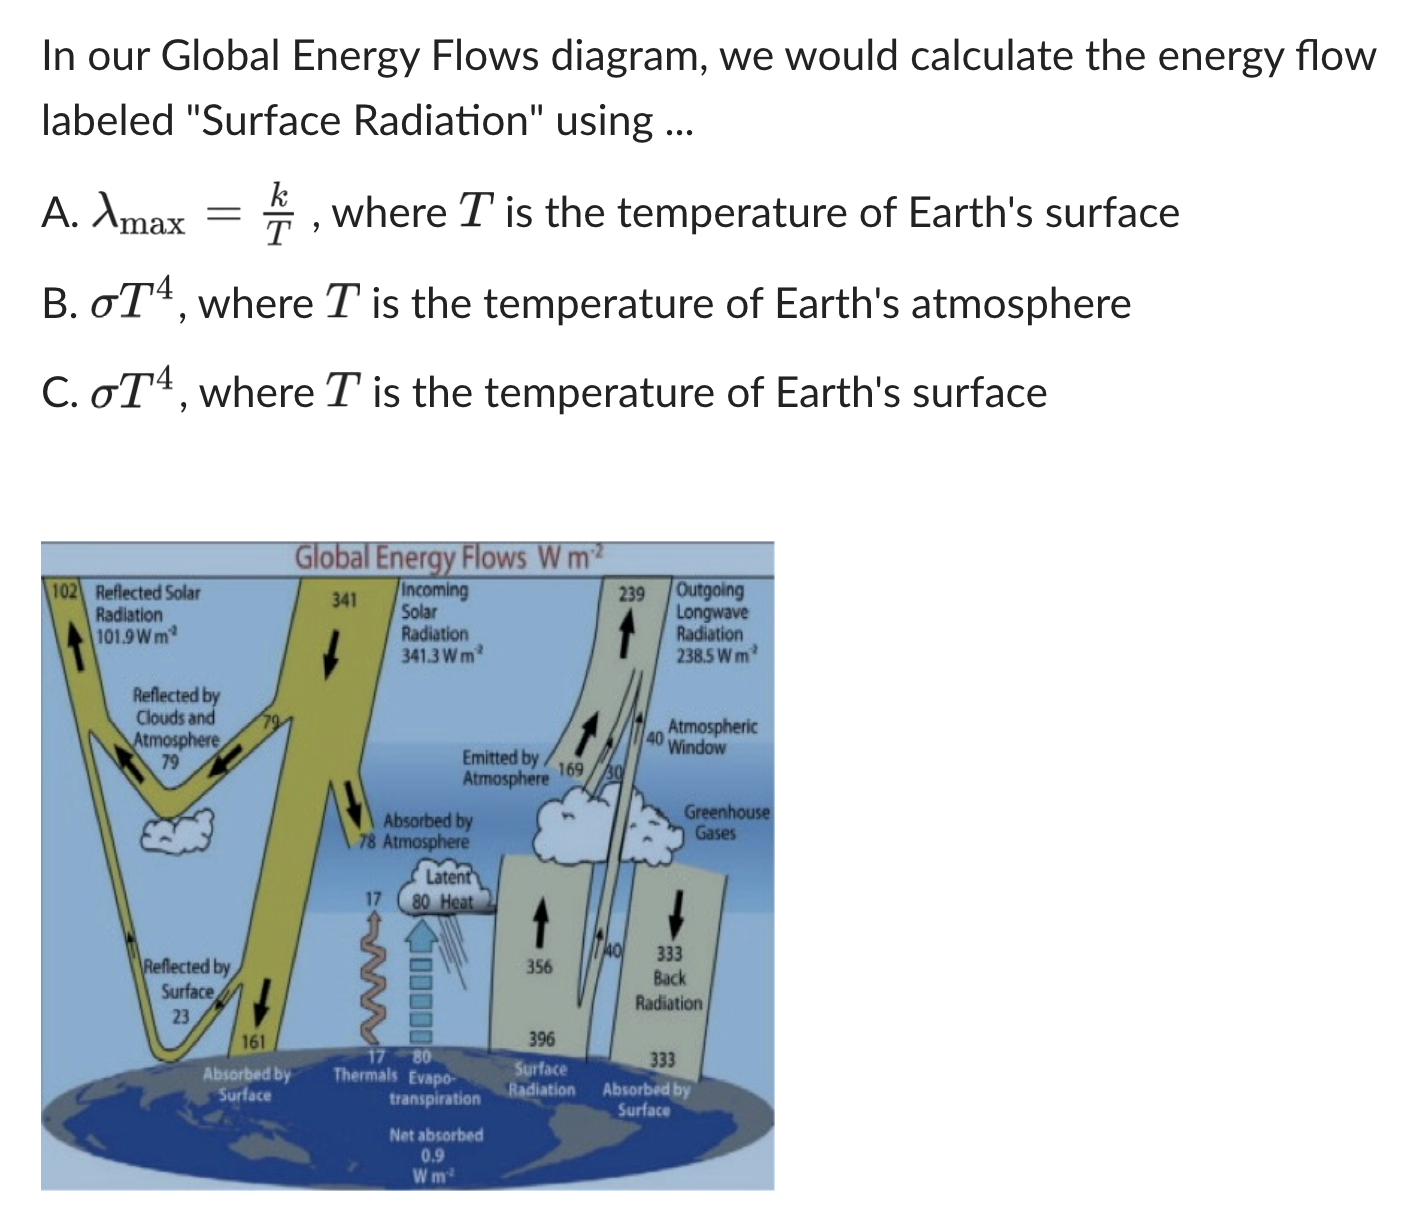 In our Global Energy Flows diagram, we would calculate the energy flow
labeled "Surface Radiation" using ...
A. λmax = k/T , where T is the temperature of Earth's surface
B. σT⁴, where T is the temperature of Earth's atmosphere
C. σT⁴, where T is the temperature of Earth's surface
Global Energy Flows W m⁻²
102
Reflected Solar
Radiation
101.9 W m⁻²
341
Incoming
Solar
Radiation
341.3 W m⁻²
239
Outgoing
Longwave
Radiation
238.5 W m⁻²
Reflected by
Clouds and
Atmosphere
79
79
Emitted by
Atmosphere
169
30
40
Atmospheric
Window
Greenhouse
Gases
Absorbed by
78 Atmosphere
17
Latent
80 Heat
356
40
333
Back
Radiation
Reflected by
Surface
23
161
Absorbed by
Surface
17
Thermals
80
Evapo-
transpiration
396
Surface
Radiation
333
Absorbed by
Surface
Net absorbed
0.9
W m⁻²